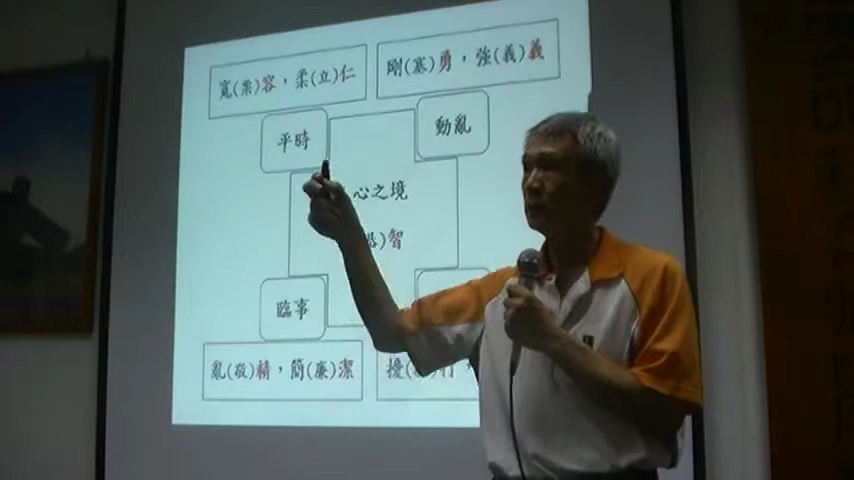 寬(栗)容，柔(立)仁
剛(塞)勇，強(義)義
平時
動亂
心之境
智
臨事
亂(敬)精，簡(廉)潔
擾(